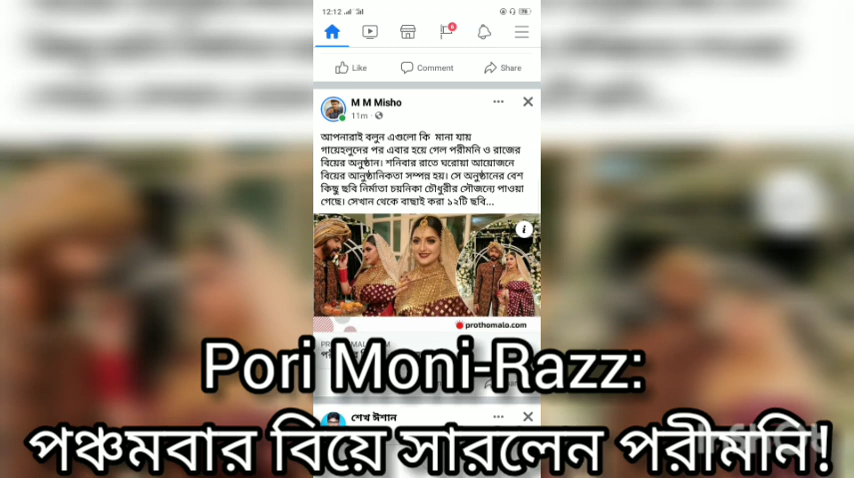 12:12
6
Like
Comment
Share
M M Misho
11m
আপনারাই বলুন এগুলো কি মানা যায়
গায়েহলুদের পর এবার হয়ে গেল পরীমনি ও রাজের
বিয়ের অনুষ্ঠান। শনিবার রাতে ঘরোয়া আয়োজনে
বিয়ের আনুষ্ঠানিকতা সম্পন্ন হয়। সে অনুষ্ঠানের বেশ
কিছু ছবি নির্মাতা চয়নিকা চৌধুরীর সৌজন্যে পাওয়া
গেছে। সেখান থেকে বাছাই করা ১২টি ছবি...
prothomalo.com
Pori Moni-Razz:
শেখ ঈশান
পঞ্চমবার বিয়ে সারলেন পরীমনি!